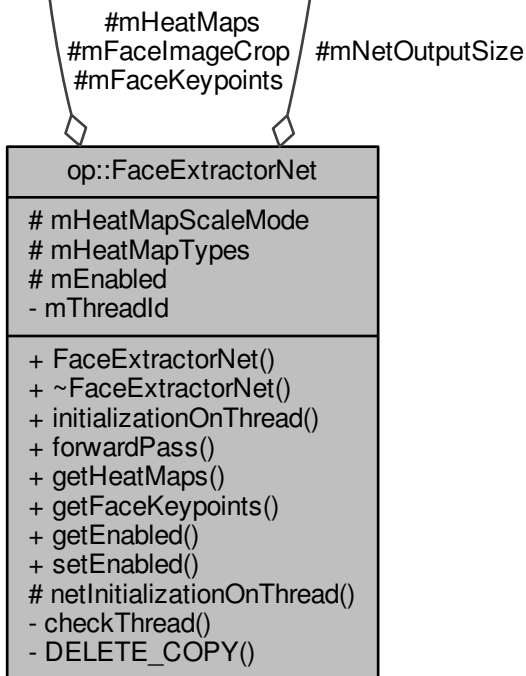 #mHeatMaps
#mFaceImageCrop
#mFaceKeypoints
#mNetOutputSize
op::FaceExtractorNet
# mHeatMapScaleMode
# mHeatMapTypes
# mEnabled
- mThreadId
+ FaceExtractorNet()
+ ~FaceExtractorNet()
+ initializationOnThread()
+ forwardPass()
+ getHeatMaps()
+ getFaceKeypoints()
+ getEnabled()
+ setEnabled()
# netInitializationOnThread()
- checkThread()
- DELETE_COPY()